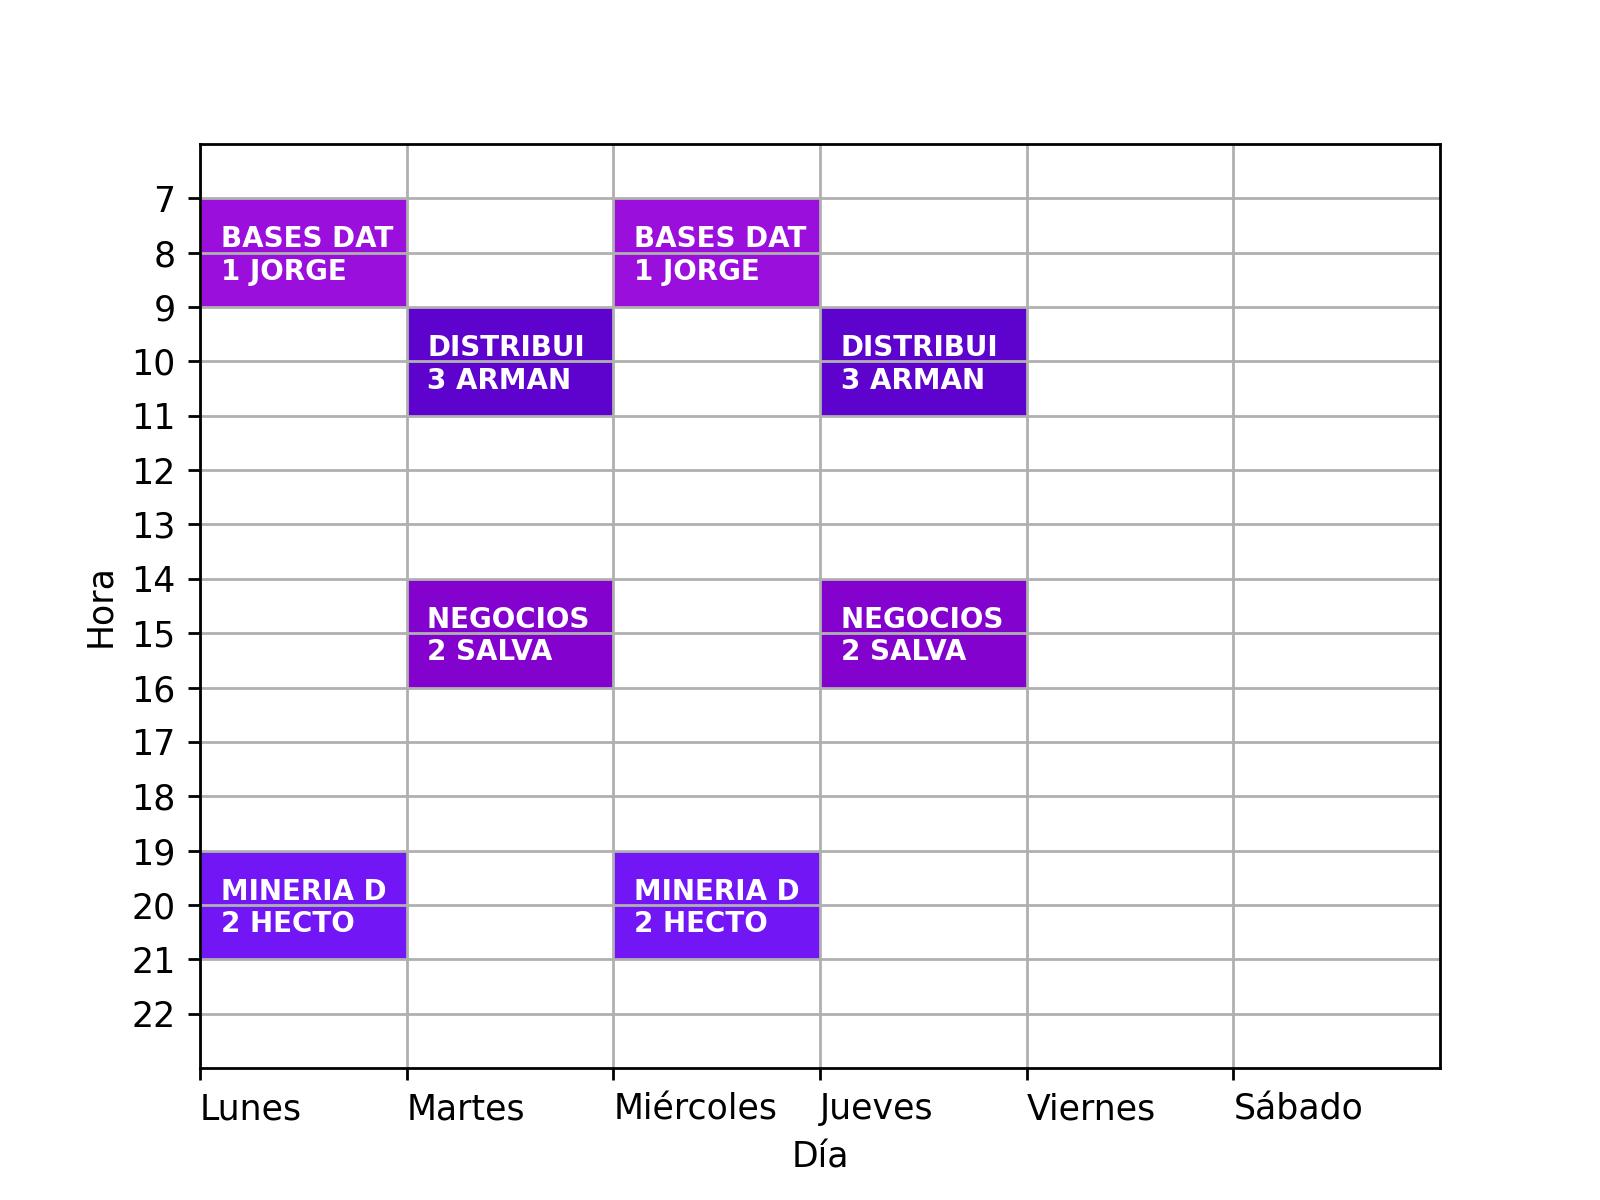 7
BASES DAT
1 JORGE
BASES DAT
1 JORGE
8
9
DISTRIBUI
3 ARMAN
DISTRIBUI
3 ARMAN
10
11
12
13
Hora
14
NEGOCIOS
2 SALVA
NEGOCIOS
2 SALVA
15
16
17
18
19
MINERIA D
2 HECTO
MINERIA D
2 HECTO
20
21
22
Lunes Martes Miércoles Jueves Viernes Sábado
Día